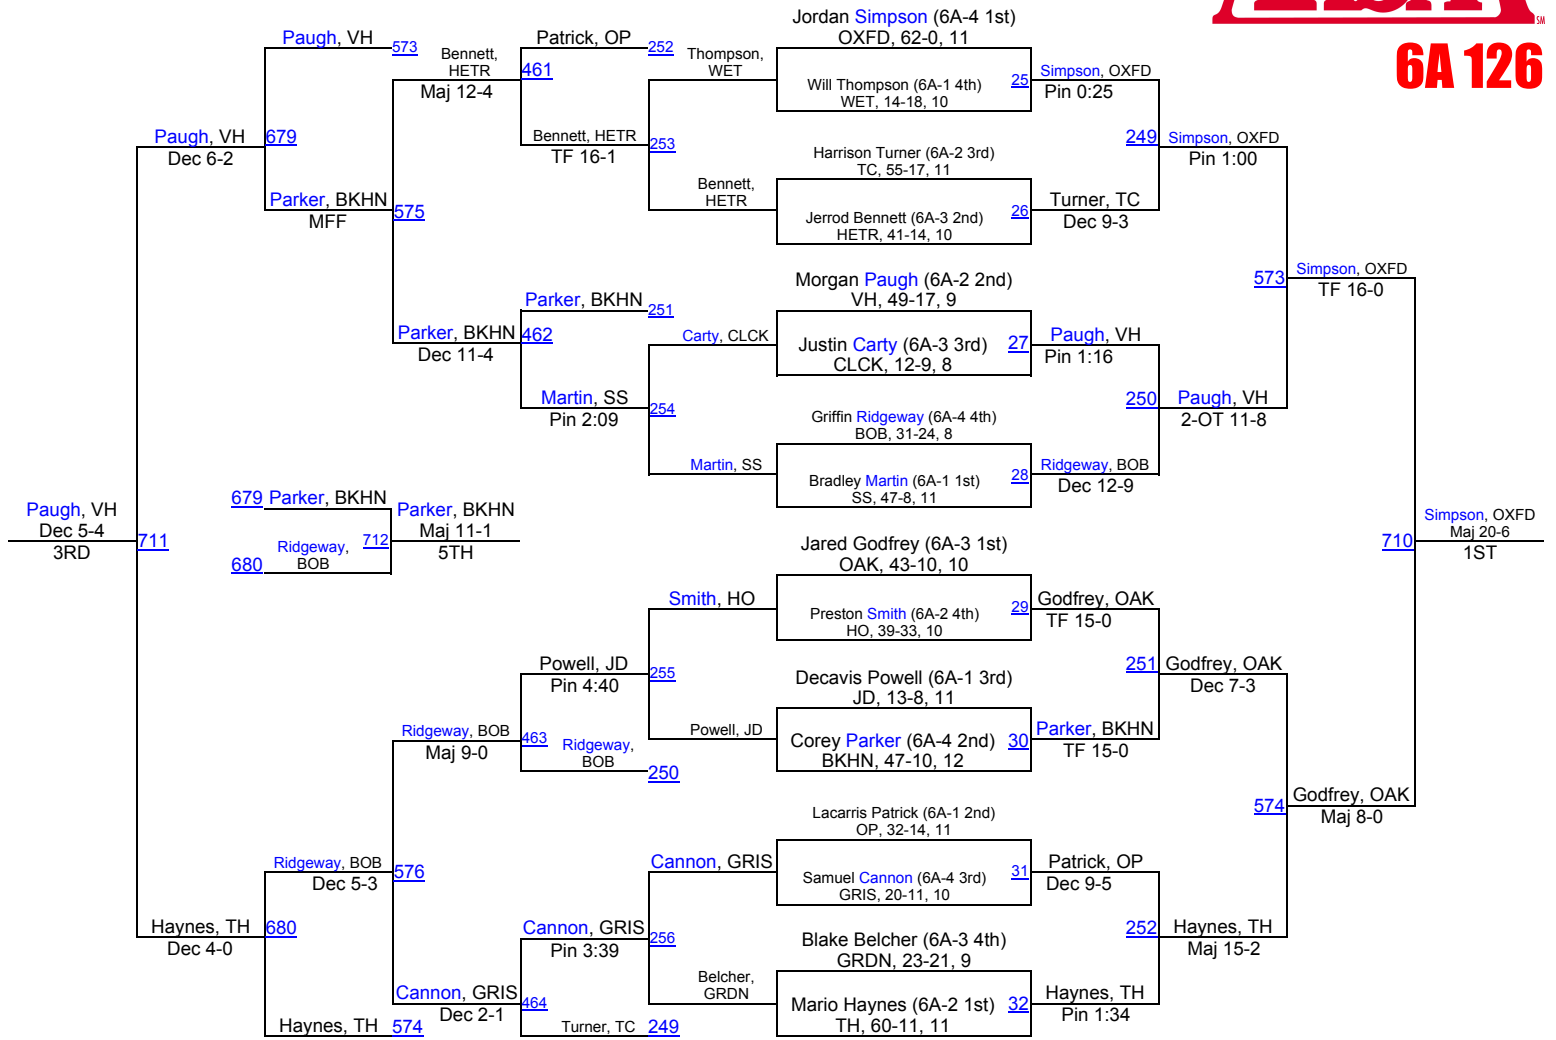 6A 126
Jordan Simpson (6A-4 1st)
OXFD, 62-0, 11
Will Thompson (6A-1 4th)
WET, 14-18, 10
25
Harrison Turner (6A-2 3rd)
TC, 55-17, 11
Jerrod Bennett (6A-3 2nd)
HETR, 41-14, 10
26
Morgan Paugh (6A-2 2nd)
VH, 49-17, 9
Justin Carty (6A-3 3rd)
CLCK, 12-9, 8
27
Griffin Ridgeway (6A-4 4th)
BOB, 31-24, 8
Bradley Martin (6A-1 1st)
SS, 47-8, 11
28
Jared Godfrey (6A-3 1st)
OAK, 43-10, 10
Preston Smith (6A-2 4th)
HO, 39-33, 10
29
Decavis Powell (6A-1 3rd)
JD, 13-8, 11
Corey Parker (6A-4 2nd)
BKHN, 47-10, 12
30
Lacarris Patrick (6A-1 2nd)
OP, 32-14, 11
Samuel Cannon (6A-4 3rd)
GRIS, 20-11, 10
31
Blake Belcher (6A-3 4th)
GRDN, 23-21, 9
Mario Haynes (6A-2 1st)
TH, 60-11, 11
32
Simpson, OXFD
Pin 0:25
249
Turner, TC
Dec 9-3
Paugh, VH
Pin 1:16
250
Ridgeway, BOB
Dec 12-9
Godfrey, OAK
TF 15-0
251
Parker, BKHN
TF 15-0
Patrick, OP
Dec 9-5
252
Haynes, TH
Pin 1:34
Simpson, OXFD
Pin 1:00
573
Paugh, VH
2-OT 11-8
Godfrey, OAK
Dec 7-3
574
Haynes, TH
Maj 15-2
Simpson, OXFD
TF 16-0
710
Godfrey, OAK
Maj 8-0
Simpson, OXFD
Maj 20-6
1ST
Thompson,
WET
253
Bennett,
HETR
Carty, CLCK
254
Martin, SS
Smith, HO
255
Powell, JD
Cannon, GRIS
256
Belcher,
GRDN
Patrick, OP
252
461
Bennett, HETR
TF 16-1
Parker, BKHN
251
462
Martin, SS
Pin 2:09
Powell, JD
Pin 4:40
463
Ridgeway,
BOB
250
Cannon, GRIS
Pin 3:39
464
Turner, TC
249
Bennett,
HETR
Maj 12-4
575
Parker, BKHN
Dec 11-4
Ridgeway, BOB
Maj 9-0
576
Cannon, GRIS
Dec 2-1
Paugh, VH
573
679
Parker, BKHN
MFF
Ridgeway, BOB
Dec 5-3
680
Haynes, TH
574
Paugh, VH
Dec 6-2
711
Haynes, TH
Dec 4-0
Paugh, VH
Dec 5-4
3RD
679
Parker, BKHN
712
680
Ridgeway,
BOB
Parker, BKHN
Maj 11-1
5TH